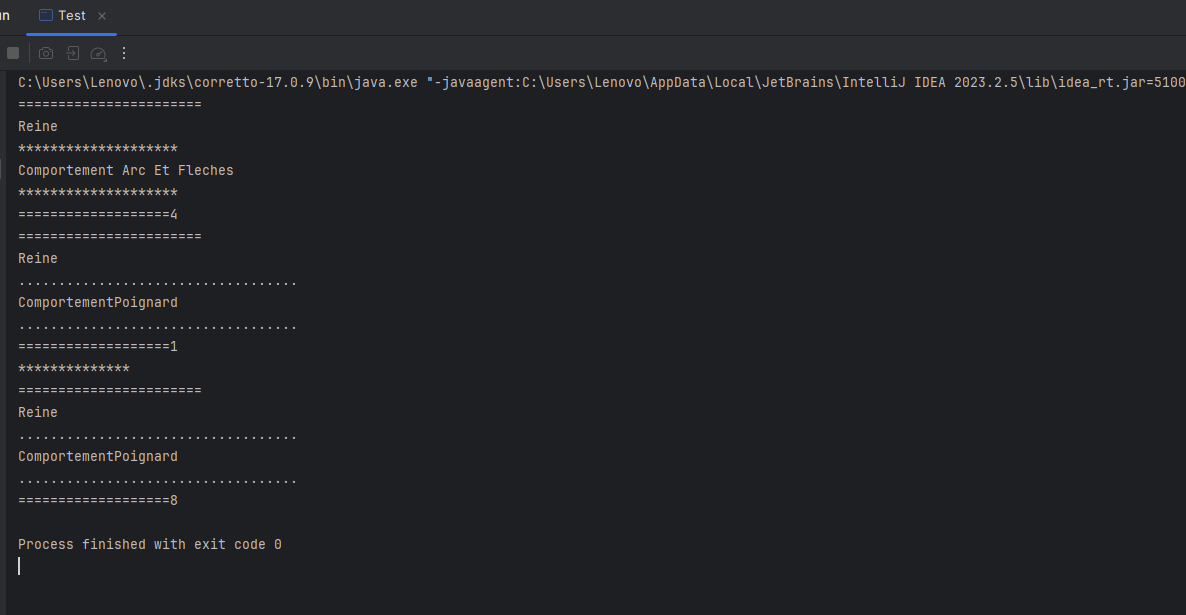 un
Test
C:\Users\Lenovo\.jdks\corretto-17.0.9\bin\java.exe "-javaagent:C:\Users\Lenovo\AppData\Local\JetBrains\IntelliJ IDEA 2023.2.5\lib\idea_rt.jar=5100
=======================
Reine
********************
Comportement Arc Et Fleches
********************
===================4
=======================
Reine
...................................
ComportementPoignard
...................................
===================1
**************
=======================
Reine
...................................
ComportementPoignard
...................................
===================8
Process finished with exit code 0